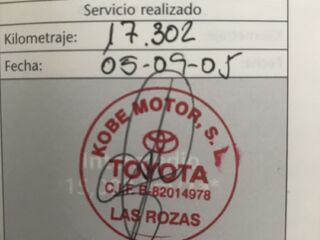 Servicio realizado
Kilometraje: 17.302
Fecha: 05-09-05
KOBE MOTOR, S. L
TOYOTA
C.I.F. B-82014978
LAS ROZAS